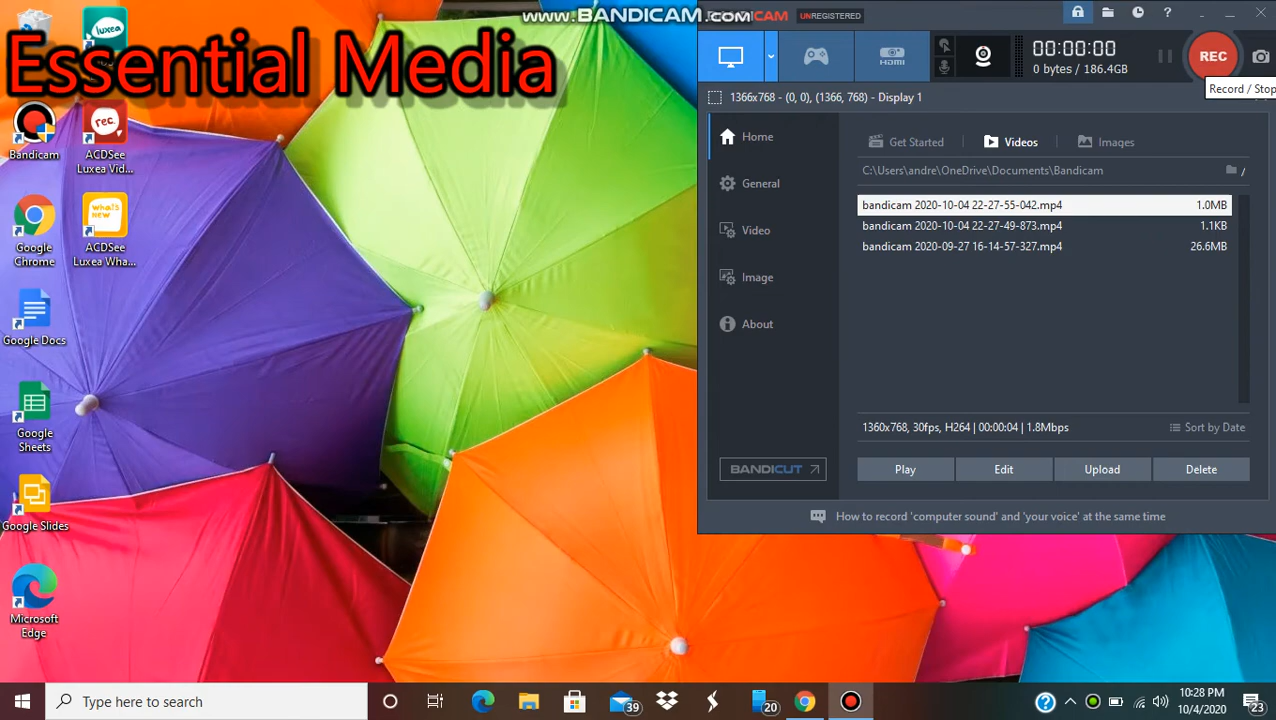 www.BANDICAM.com
BANDICAM UNREGISTERED
Essential Media
luxea
00:00:00
0 bytes / 186.4GB
HDMI
REC
Record / Stop
1366x768 - (0, 0), (1366, 768) - Display 1
Home
General
Video
Image
About
BANDICUT
Get Started
Videos
Images
C:\Users\andre\OneDrive\Documents\Bandicam
bandicam 2020-10-04 22-27-55-042.mp4 1.0MB
bandicam 2020-10-04 22-27-49-873.mp4 1.1KB
bandicam 2020-09-27 16-14-57-327.mp4 26.6MB
1360x768, 30fps, H264 | 00:00:04 | 1.8Mbps
Sort by Date
Play
Edit
Upload
Delete
How to record 'computer sound' and 'your voice' at the same time
Bandicam
rec.
ACDSee
Luxea Vid...
Google
Chrome
what's
new
ACDSee
Luxea Wha...
Google Docs
Google
Sheets
Google Slides
Microsoft
Edge
Type here to search
39
20
10:28 PM
10/4/2020
23